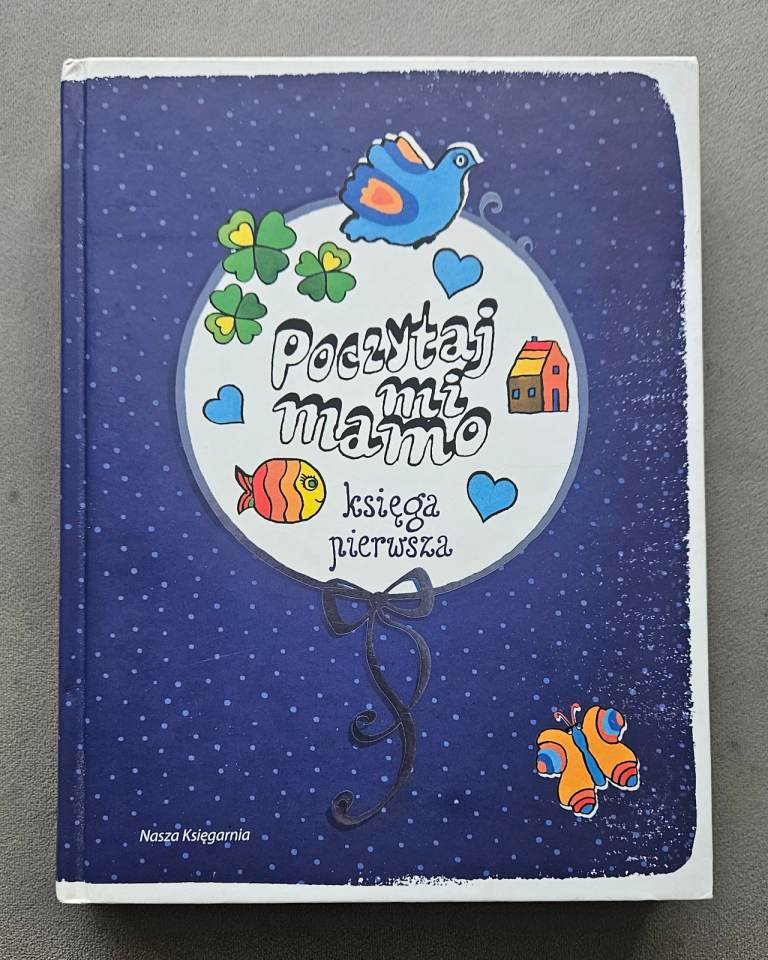 Poczytaj
mi
mamo
księga
pierwsza
Nasza Księgarnia